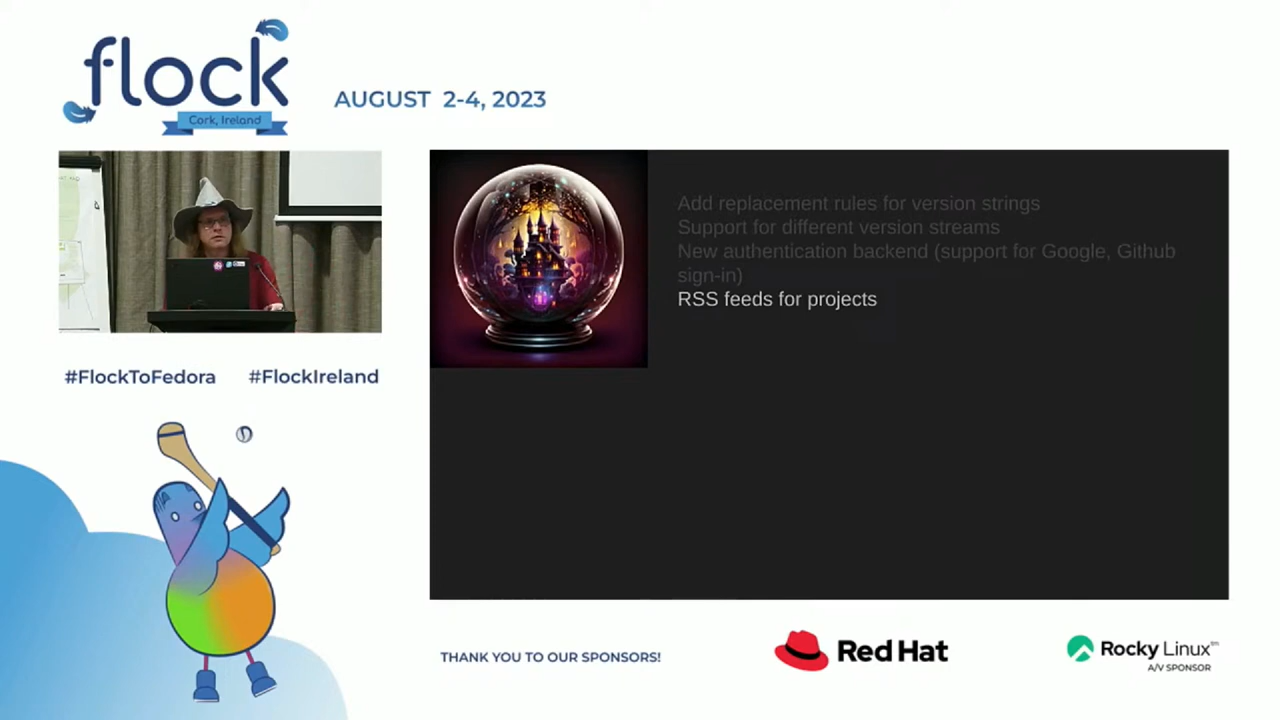 flock
Cork, Ireland
AUGUST 2-4, 2023
Add replacement rules for version strings
Support for different version streams
New authentication backend (support for Google, Github
sign-in)
RSS feeds for projects
#FlockToFedora #FlockIreland
THANK YOU TO OUR SPONSORS!
Red Hat
Rocky Linux™
A/V SPONSOR